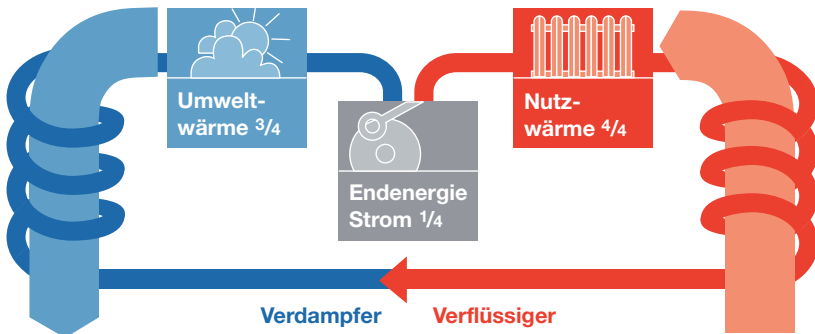 Umwelt-
wärme 3/4
Endenergie
Strom 1/4
Nutz-
wärme 4/4
Verdampfer
Verflüssiger